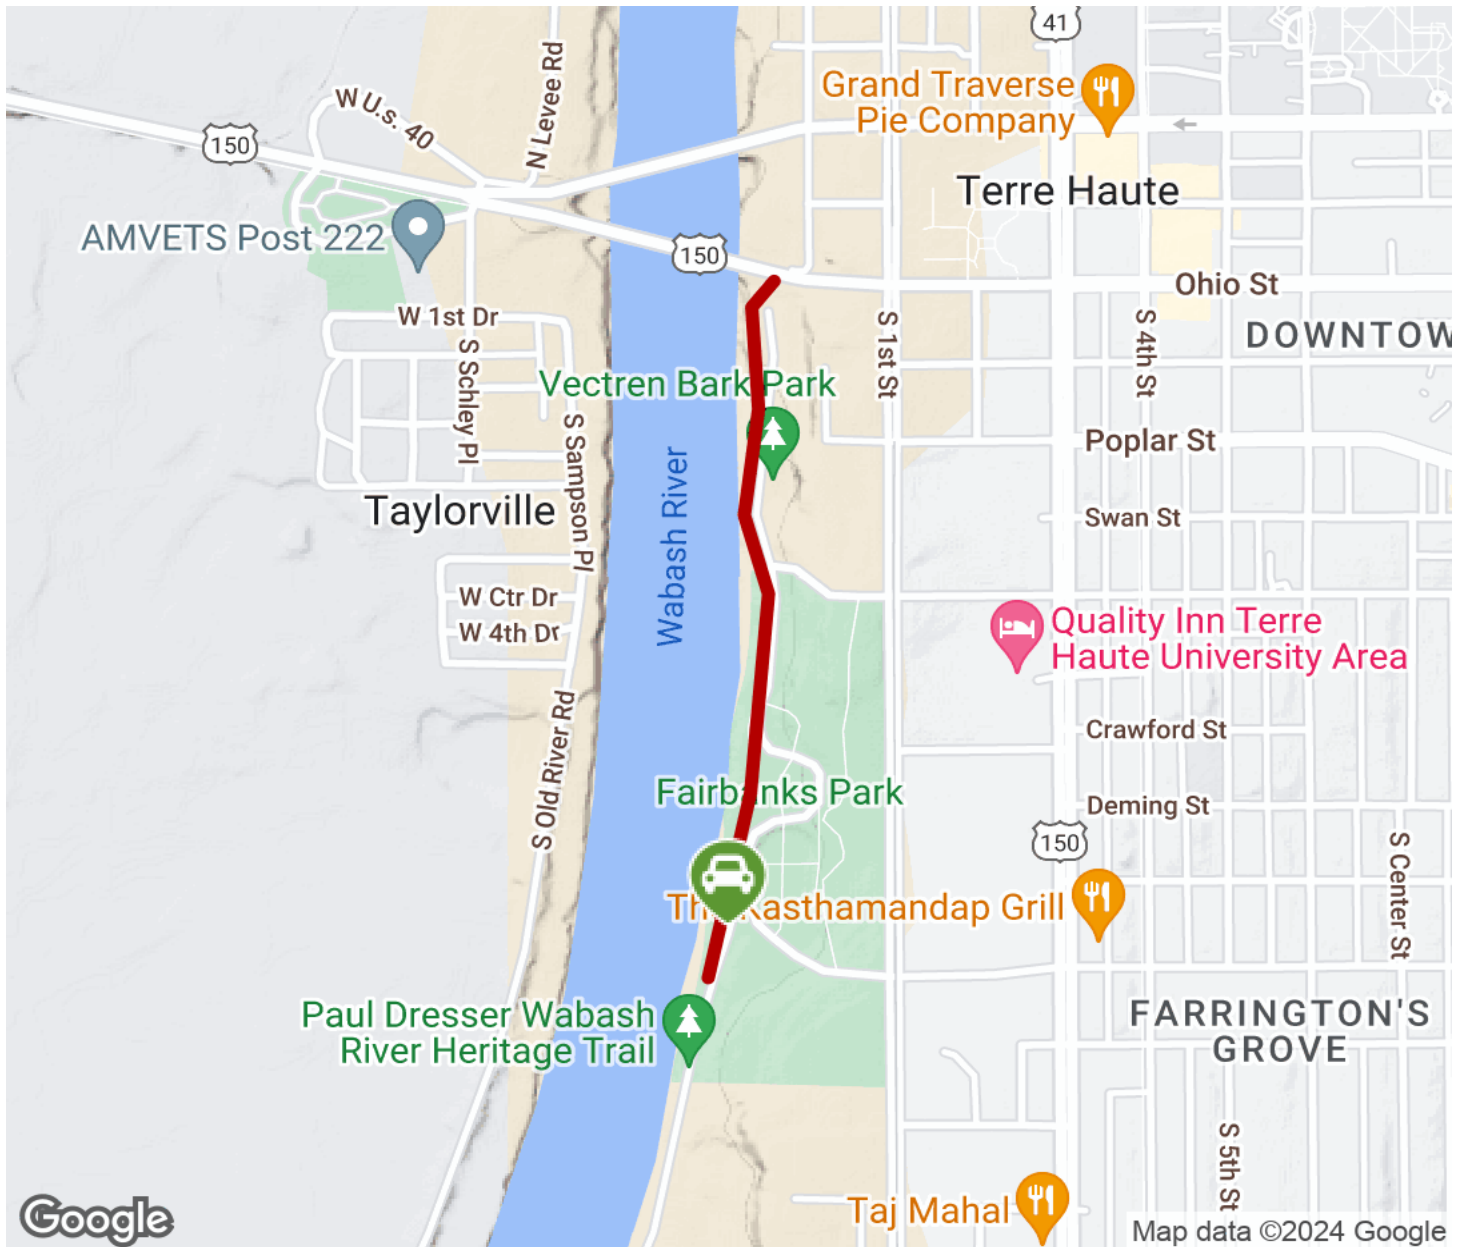 41
W U.s. 40
N Levee Rd
Grand Traverse
Pie Company
150
Terre Haute
AMVETS Post 222
150
Ohio St
W 1st Dr
S Schley Pl
S 1st St
S 4th St
DOWNTOW
Vectren Bark Park
S Sampson Pl
Poplar St
Wabash River
Taylorville
Swan St
W Ctr Dr
W 4th Dr
Quality Inn Terre
Haute University Area
S Old River Rd
Crawford St
Fairbanks Park
Deming St
150
S Center St
Kasthamandap Grill
Paul Dresser Wabash
River Heritage Trail
FARRINGTON'S
GROVE
S 5th St
Taj Mahal
Google
Map data ©2024 Google